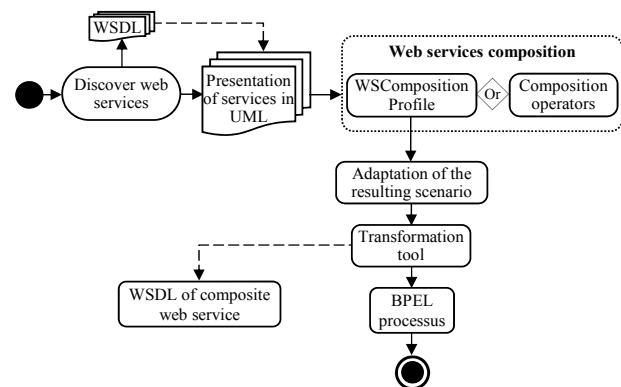 WSDL
Discover web
services
Presentation
of services in
UML
Web services composition
WSComposition
Profile
Or
Composition
operators
Adaptation of the
resulting scenario
Transformation
tool
WSDL of composite
web service
BPEL
processus